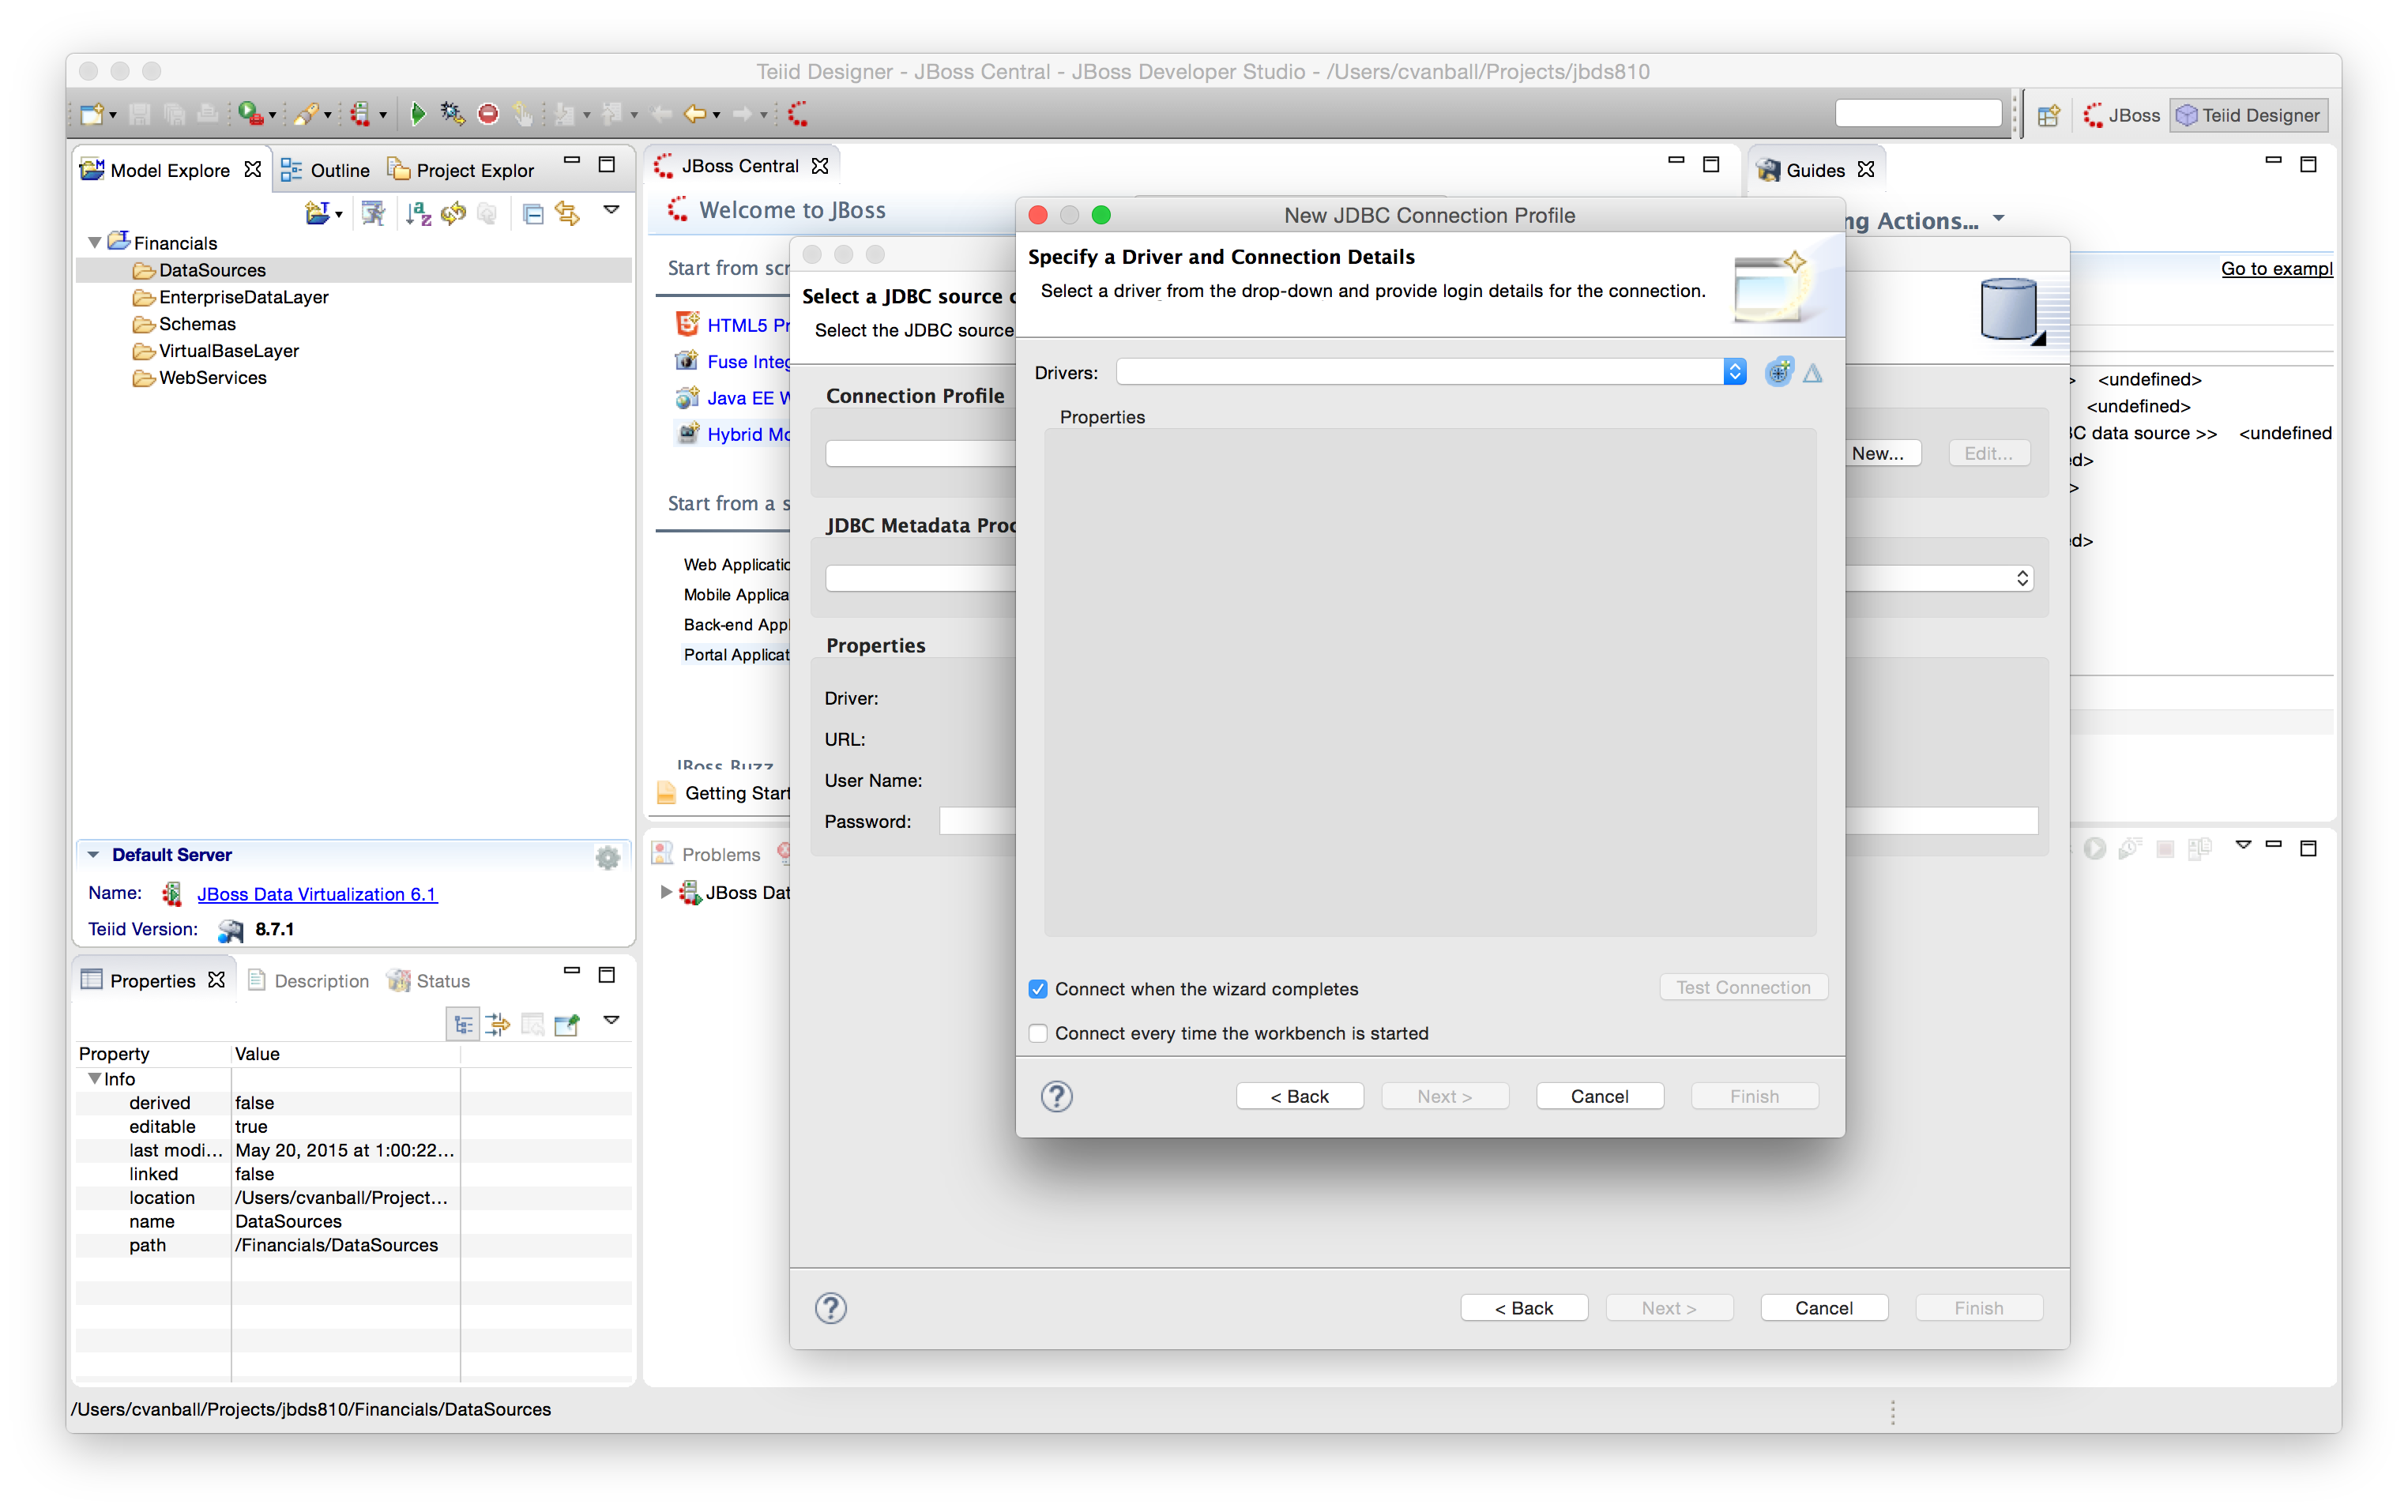 Teiid Designer - JBoss Central - JBoss Developer Studio - /Users/cvanball/Projects/jbds810
JBoss
Teiid Designer
Model Explore
Outline
Project Explor
Financials
DataSources
EnterpriseDataLayer
Schemas
VirtualBaseLayer
WebServices
Default Server
Name: JBoss Data Virtualization 6.1
Teiid Version: 8.7.1
Properties
Description
Status
Property Value
Info
derived false
editable true
last modi... May 20, 2015 at 1:00:22...
linked false
location /Users/cvanball/Project...
name DataSources
path /Financials/DataSources
/Users/cvanball/Projects/jbds810/Financials/DataSources
JBoss Central
Welcome to JBoss
Start from scr
HTML5 Pr
Fuse Integ
Java EE W
Hybrid Mo
Start from a s
Web Applicatio
Mobile Applica
Back-end Appl
Portal Applicat
JBoss Buzz
Getting Start
Problems
JBoss Dat
Guides
ng Actions...
Go to exampl
> <undefined>
<undefined>
BC data source >> <undefined
ed>
>
ed>
Select a JDBC source c
Select the JDBC source
Connection Profile
New...
Edit...
JDBC Metadata Proc
Properties
Driver:
URL:
User Name:
Password:
< Back
Next >
Cancel
Finish
New JDBC Connection Profile
Specify a Driver and Connection Details
Select a driver from the drop-down and provide login details for the connection.
Drivers:
Properties
Connect when the wizard completes
Test Connection
Connect every time the workbench is started
< Back
Next >
Cancel
Finish